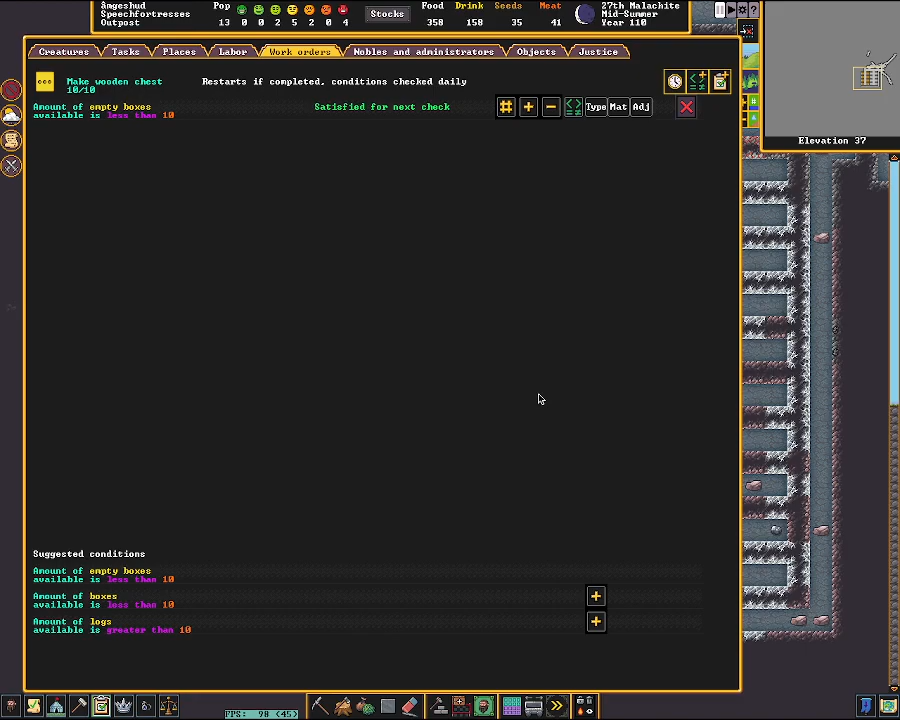 Åmgeshud
Speechfortresses
Outpost
Pop
13 0 0 2 5 2 0 4
Stocks
Food Drink Seeds Meat
358 158 35 41
27th Malachite
Mid-Summer
Year 110
Elevation 37
Creatures Tasks Places Labor Work orders Nobles and administrators Objects Justice
Make wooden chest
10/10
Restarts if completed, conditions checked daily
Amount of empty boxes
available is less than 10
Satisfied for next check
Type Mat Adj
Suggested conditions
Amount of empty boxes
available is less than 10
Amount of boxes
available is less than 10
Amount of logs
available is greater than 10
FPS: 98 (45)